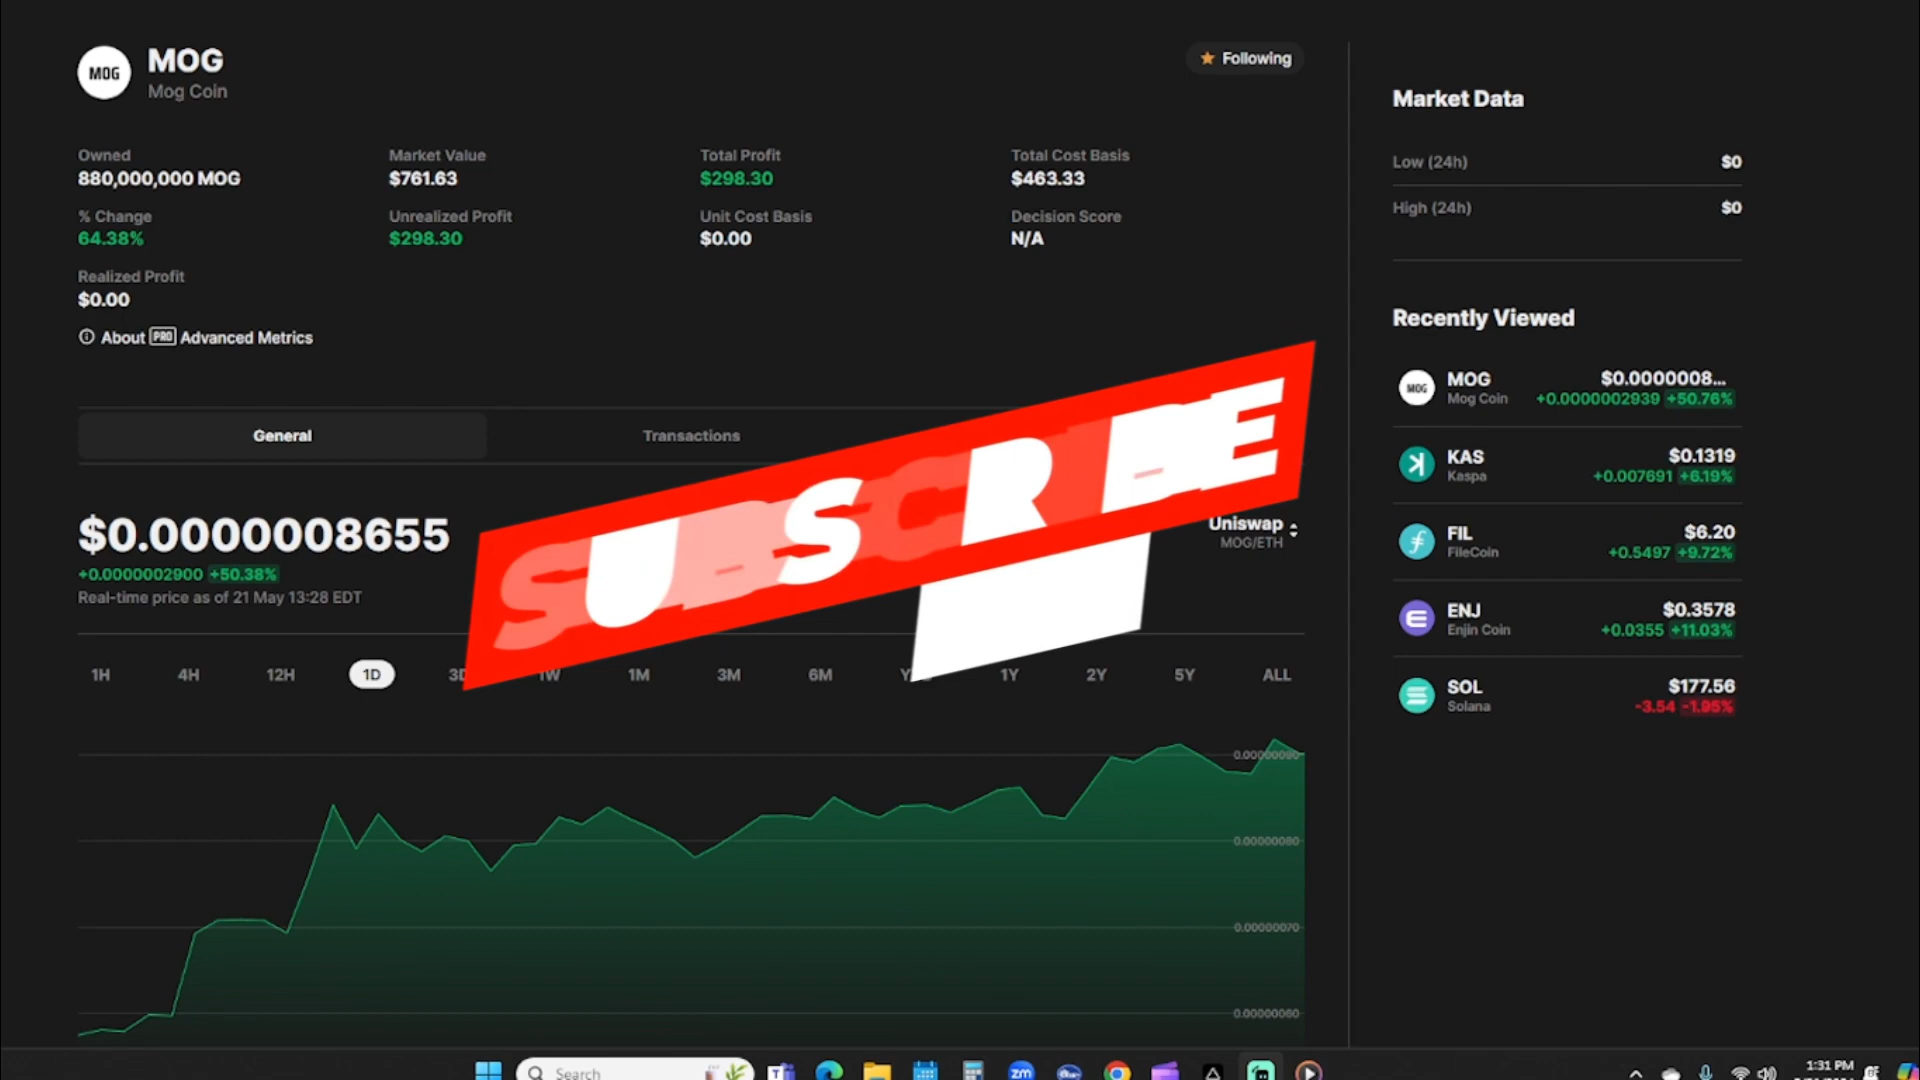 MOG
MOG
Mog Coin
Following
Owned
880,000,000 MOG
Market Value
$761.63
Total Profit
$298.30
Total Cost Basis
$463.33
% Change
64.38%
Unrealized Profit
$298.30
Unit Cost Basis
$0.00
Decision Score
N/A
Realized Profit
$0.00
About PRO Advanced Metrics
General
Transactions
SUBSCRIBE
$0.0000008655
+0.0000002900 +50.38%
Real-time price as of 21 May 13:28 EDT
Uniswap
MOG/ETH
1H 4H 12H 1D 3D 1W 1M 3M 6M 1Y 2Y 5Y ALL
0.00000090
0.00000080
0.00000070
0.00000060
Market Data
Low (24h) $0
High (24h) $0
Recently Viewed
MOG
MOG $0.0000008...
Mog Coin +0.0000002939 +50.76%
KAS $0.1319
Kaspa +0.007691 +6.19%
FIL $6.20
FileCoin +0.5497 +9.72%
ENJ $0.3578
Enjin Coin +0.0355 +11.03%
SOL $177.56
Solana -3.54 -1.95%
Search
zm
1:31 PM